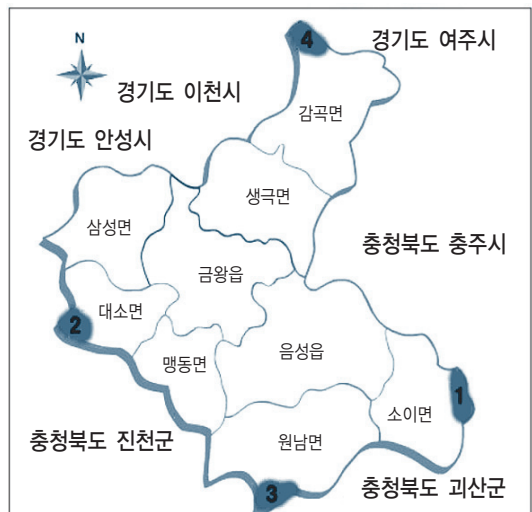 N
4
경기도 여주시
경기도 이천시
감곡면
경기도 안성시
생극면
삼성면
충청북도 충주시
금왕읍
대소면
2
음성읍
맹동면
1
소이면
충청북도 진천군
원남면
3
충청북도 괴산군